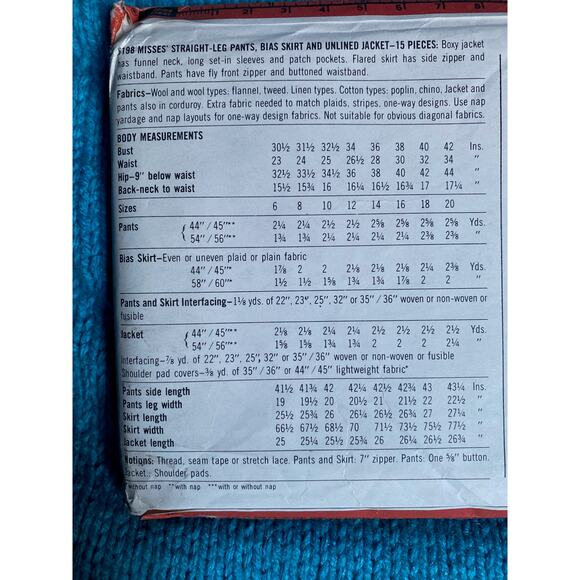 2 3 4 5 6 7 8
5198 MISSES' STRAIGHT-LEG PANTS, BIAS SKIRT AND UNLINED JACKET—15 PIECES: Boxy jacket
has funnel neck, long set-in sleeves and patch pockets. Flared skirt has side zipper and
waistband. Pants have fly front zipper and buttoned waistband.
Fabrics—Wool and wool types: flannel, tweed. Linen types. Cotton types: poplin, chino, Jacket and
pants also in corduroy. Extra fabric needed to match plaids, stripes, one-way designs. Use nap
yardage and nap layouts for one-way design fabrics. Not suitable for obvious diagonal fabrics.
BODY MEASUREMENTS
Bust 30½ 31½ 32½ 34 36 38 40 42 Ins.
Waist 23 24 25 26½ 28 30 32 34 "
Hip—9" below waist 32½ 33½ 34½ 36 38 40 42 44 "
Back-neck to waist 15½ 15¾ 16 16¼ 16½ 16¾ 17 17¼ "
Sizes 6 8 10 12 14 16 18 20
Pants { 44"/45"** 2¼ 2¼ 2½ 2½ 2⅝ 2⅝ 2⅝ 2⅝ Yds.
54"/56"** 1¾ 1¾ 2¼ 2¼ 2¼ 2¼ 2⅜ 2⅜ "
Bias Skirt—Even or uneven plaid or plain fabric
44"/45"* 1⅞ 2 2 2⅛ 2⅛ 2⅛ 2¼ 2⅜ Yds.
58"/60"* 1½ 1½ 1⅝ 1¾ 1¾ 1⅞ 2 2 "
Pants and Skirt Interfacing—1⅛ yds. of 22", 23", 25", 32" or 35"/36" woven or non-woven or
fusible
Jacket { 44"/45"** 2⅛ 2⅛ 2¼ 2¼ 2½ 2½ 2½ 2½ Yds.
54"/56"** 1⅝ 1⅝ 1¾ 1¾ 2 2 2 2¼ "
Interfacing—⅞ yd. of 22", 23", 25", 32" or 35"/36" woven or non-woven or fusible
Shoulder pad covers—⅜ yd. of 35"/36" or 44"/45" lightweight fabric*
Pants side length 41½ 41¾ 42 42¼ 42½ 42¾ 43 43¼ Ins.
Pants leg width 19 19½ 20 20½ 21 21½ 22 22½ "
Skirt length 25½ 25¾ 26 26¼ 26½ 26¾ 27 27¼ "
Skirt width 66½ 67½ 68½ 70 71½ 73½ 75½ 77½ "
Jacket length 25 25¼ 25½ 25¾ 26 26¼ 26½ 26¾ "
Notions: Thread, seam tape or stretch lace. Pants and Skirt: 7" zipper. Pants: One ⅝" button.
Jacket: Shoulder pads.
*without nap **with nap ***with or without nap